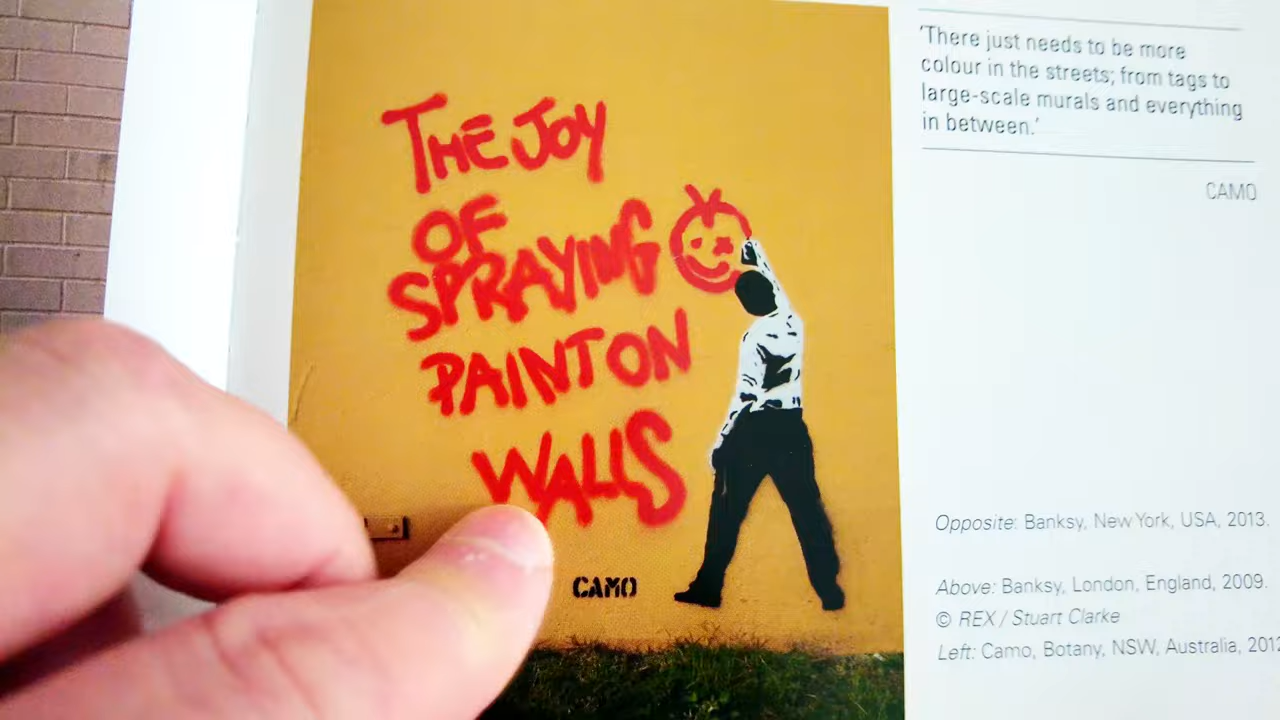 THE JOY
OF
SPRAYING
PAINT ON
WALLS
CAMO
‘There just needs to be more
colour in the streets; from tags to
large-scale murals and everything
in between.’
CAMO
Opposite: Banksy, New York, USA, 2013.
Above: Banksy, London, England, 2009.
© REX / Stuart Clarke
Left: Camo, Botany, NSW, Australia, 2012